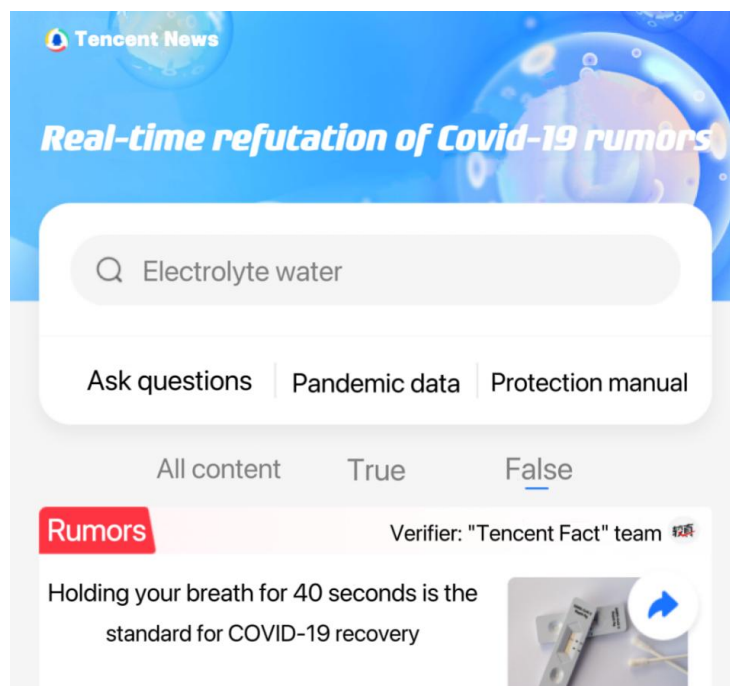 Tencent News
Real-time refutation of Covid-19 rumors
Electrolyte water
Ask questions
Pandemic data
Protection manual
All content
True
False
Rumors
Verifier: "Tencent Fact" team 较真
Holding your breath for 40 seconds is the
standard for COVID-19 recovery